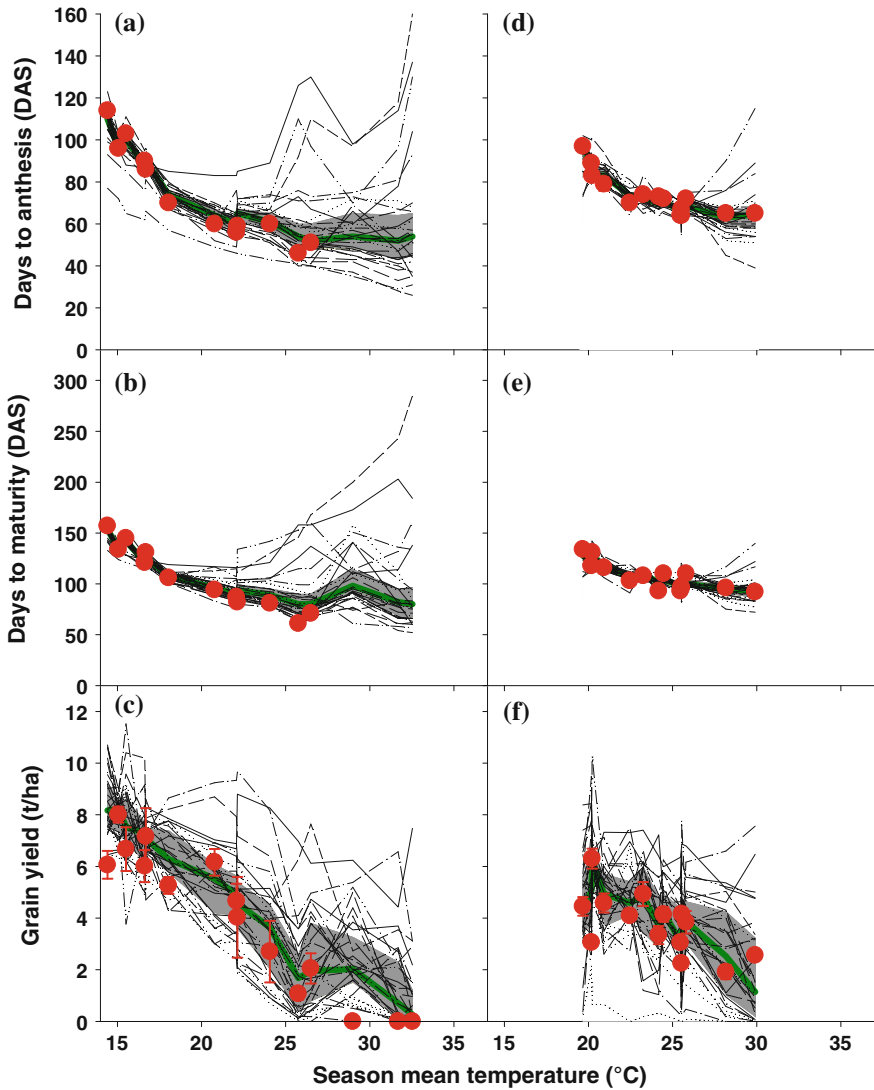 (a)
(d)
Days to anthesis (DAS)
160
140
120
100
80
60
40
20
0
(b)
(e)
Days to maturity (DAS)
300
250
200
150
100
50
0
(c)
(f)
Grain yield (t/ha)
12
10
8
6
4
2
0
15 20 25 30 35 15 20 25 30 35
Season mean temperature (°C)